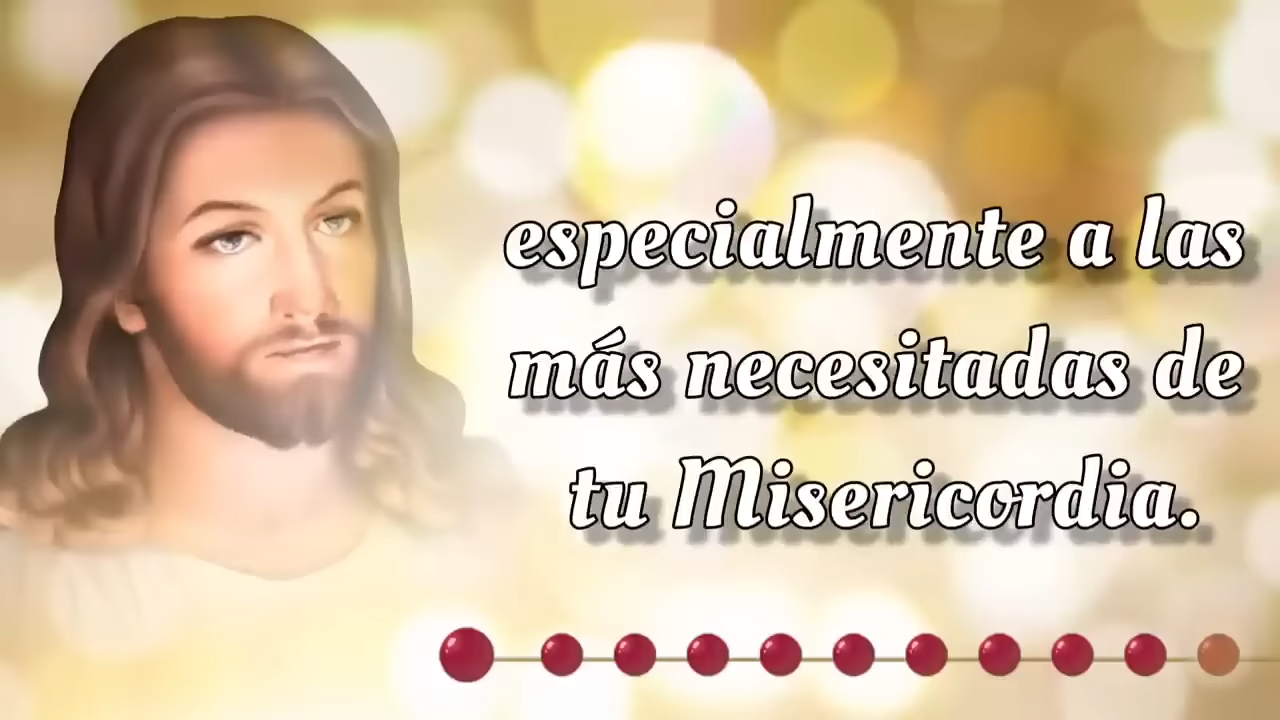 especialmente a las
más necesitadas de
tu Misericordia.